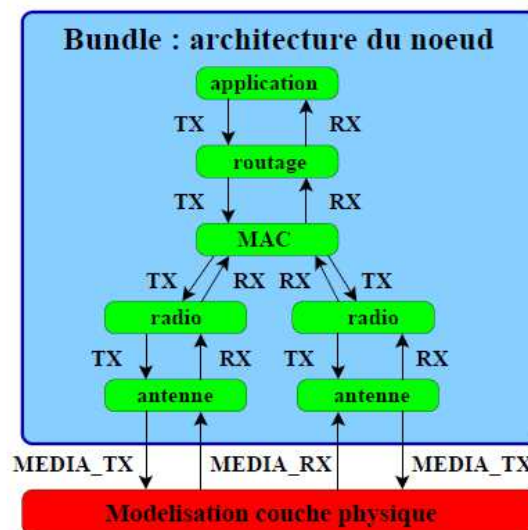 Bundle : architecture du noeud
application
TX RX
routage
TX RX
MAC
TX RX RX TX
radio radio
TX RX TX RX
antenne antenne
MEDIA_TX MEDIA_RX MEDIA_TX
Modelisation couche physique